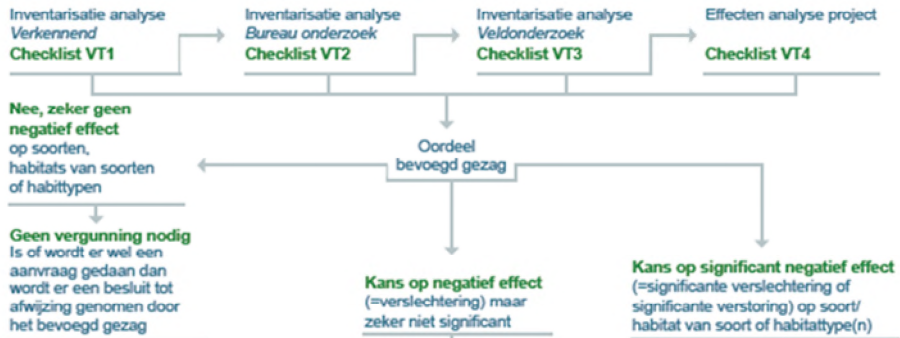 Inventarisatie analyse
Verkennend
Checklist VT1
Inventarisatie analyse
Bureau onderzoek
Checklist VT2
Inventarisatie analyse
Veldonderzoek
Checklist VT3
Effecten analyse project
Checklist VT4
Nee, zeker geen
negatief effect
op soorten,
habitats van soorten
of habittypen
Oordeel
bevoegd gezag
Geen vergunning nodig
Is of wordt er wel een
aanvraag gedaan dan
wordt er een besluit tot
afwijzing genomen door
het bevoegd gezag
Kans op negatief effect
(=verslechtering) maar
zeker niet significant
Kans op significant negatief effect
(=significante verslechtering of
significante verstoring) op soort/
habitat van soort of habitattype(n)